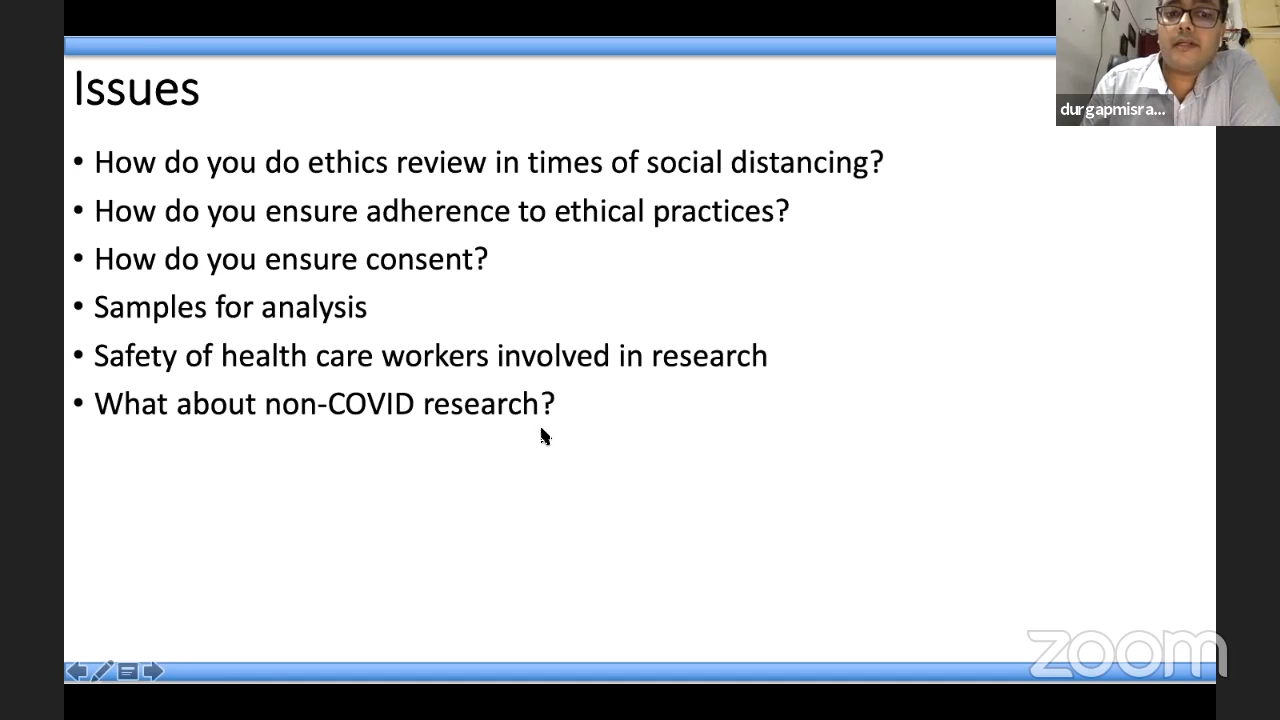 Issues
durgapmisra...
• How do you do ethics review in times of social distancing?
• How do you ensure adherence to ethical practices?
• How do you ensure consent?
• Samples for analysis
• Safety of health care workers involved in research
• What about non-COVID research?
zoom